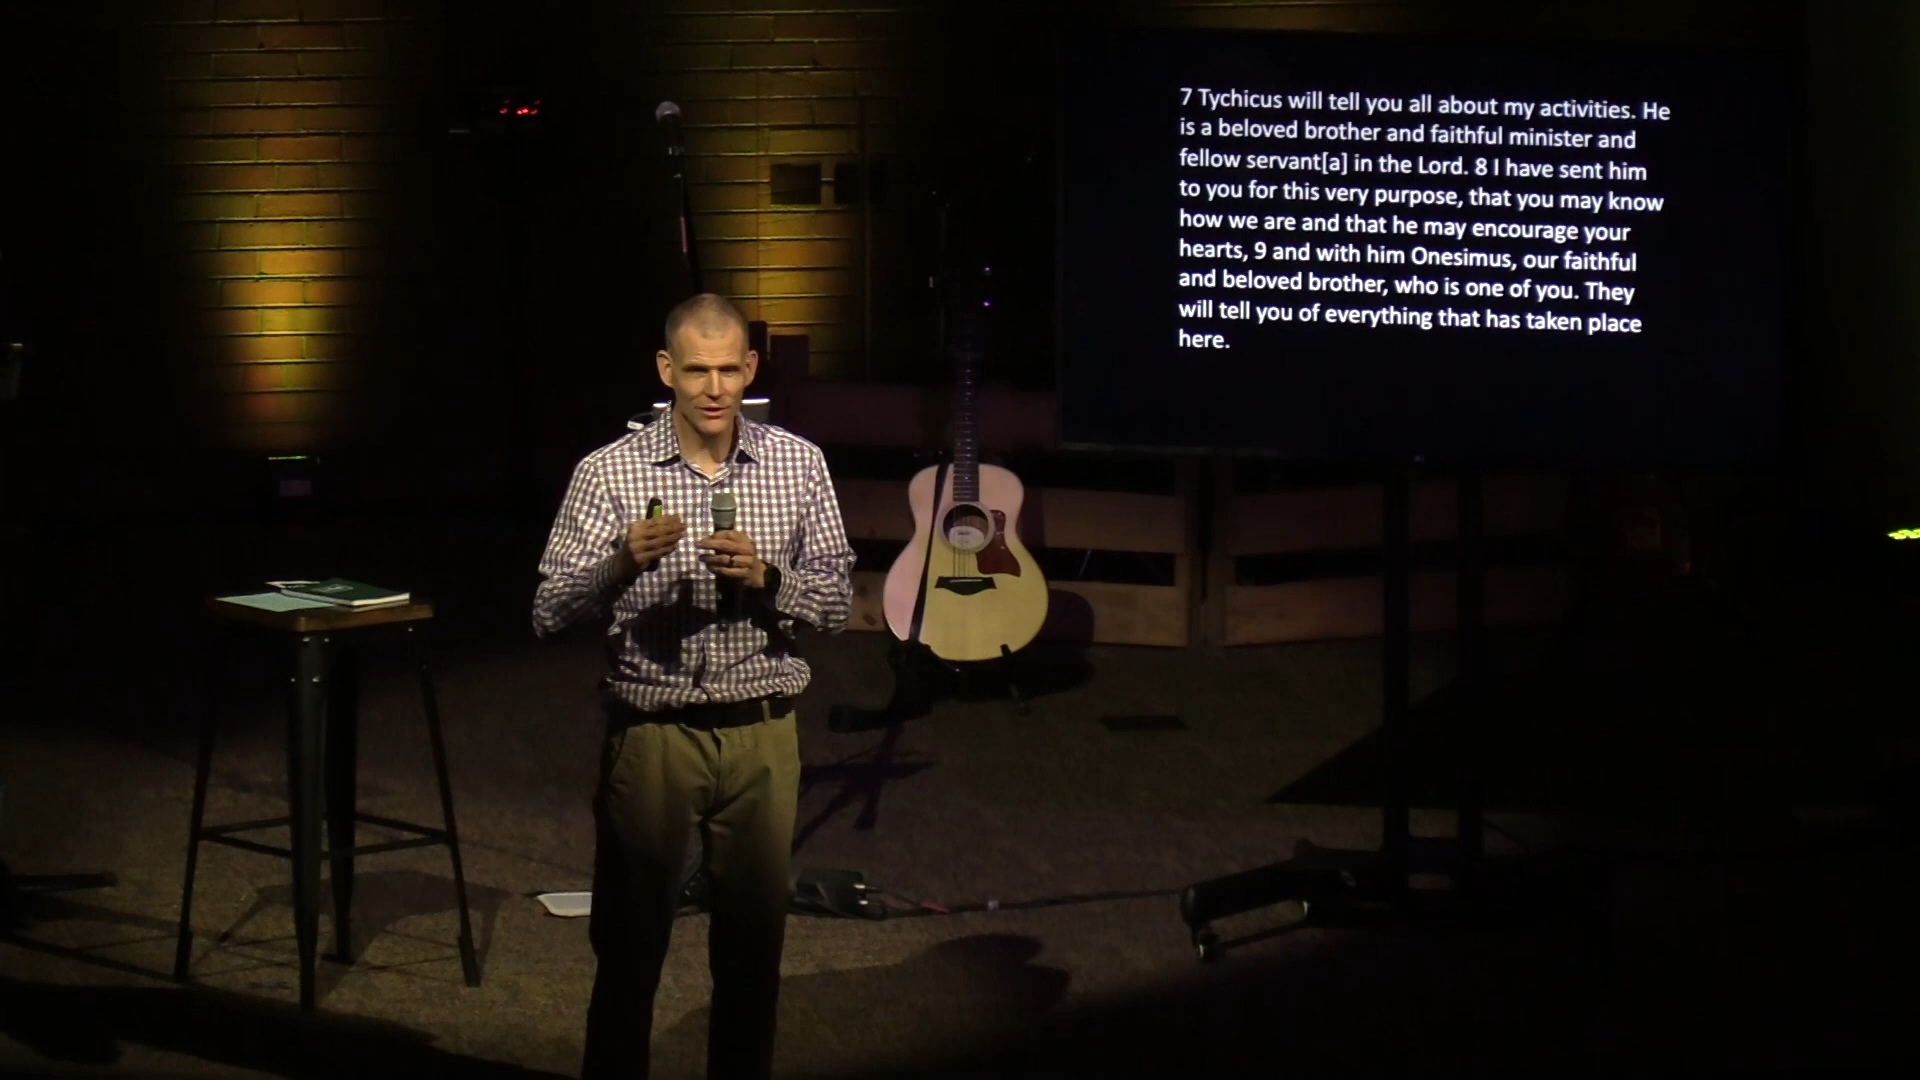 7 Tychicus will tell you all about my activities. He
is a beloved brother and faithful minister and
fellow servant[a] in the Lord. 8 I have sent him
to you for this very purpose, that you may know
how we are and that he may encourage your
hearts, 9 and with him Onesimus, our faithful
and beloved brother, who is one of you. They
will tell you of everything that has taken place
here.